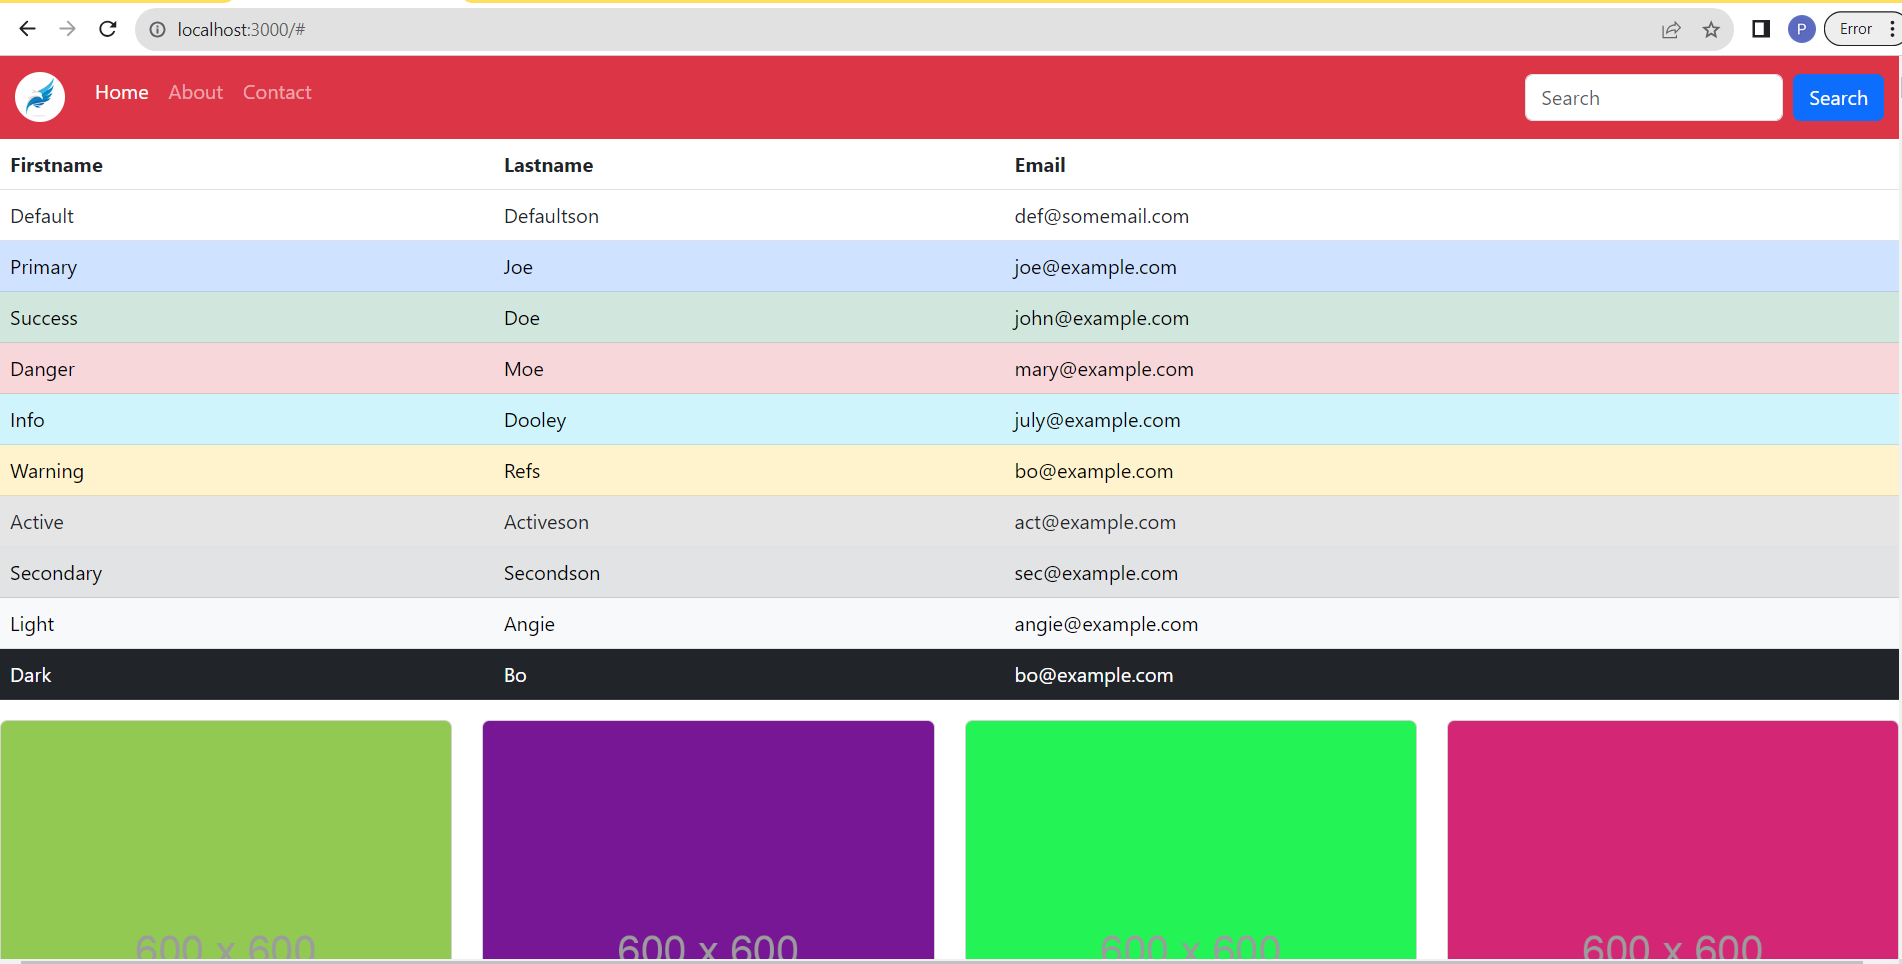 localhost:3000/#
P
Error
Home About Contact
Search
Search
Firstname Lastname Email
Default Defaultson def@somemail.com
Primary Joe joe@example.com
Success Doe john@example.com
Danger Moe mary@example.com
Info Dooley july@example.com
Warning Refs bo@example.com
Active Activeson act@example.com
Secondary Secondson sec@example.com
Light Angie angie@example.com
Dark Bo bo@example.com
600 x 600 600 x 600 600 x 600 600 x 600